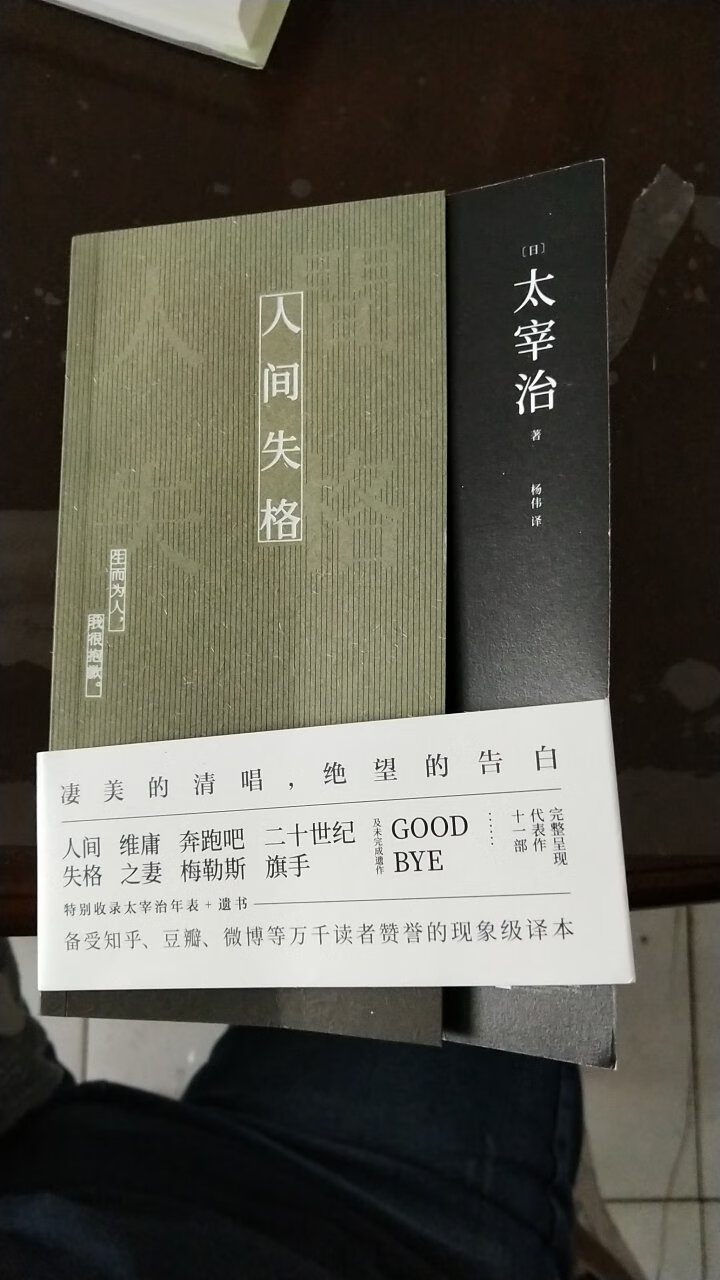 人間失格
人间失格
生而为人，
我很抱歉。
〔日〕
太宰治
著
杨伟 译
凄美的清唱，绝望的告白
人间失格
维庸之妻
奔跑吧梅勒斯
二十世纪旗手
及未完成遗作
GOOD BYE
……
完整呈现
代表作
十一部
特别收录太宰治年表+遗书
备受知乎、豆瓣、微博等万千读者赞誉的现象级译本